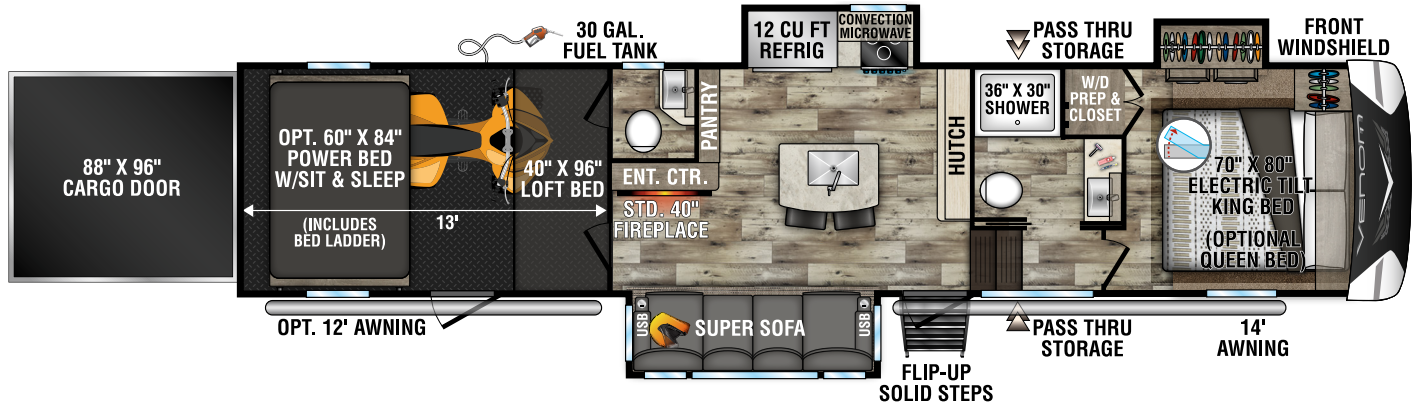 30 GAL.
FUEL TANK
12 CU FT
REFRIG
CONVECTION
MICROWAVE
PASS THRU
STORAGE
FRONT
WINDSHIELD
88" X 96"
CARGO DOOR
OPT. 60" X 84"
POWER BED
W/SIT & SLEEP
(INCLUDES
BED LADDER)
13'
40" X 96"
LOFT BED
PANTRY
ENT. CTR.
STD. 40"
FIREPLACE
HUTCH
36" X 30"
SHOWER
W/D
PREP &
CLOSET
70" X 80"
ELECTRIC TILT
KING BED
(OPTIONAL
QUEEN BED)
VENOM
OPT. 12' AWNING
USB
SUPER SOFA
USB
FLIP-UP
SOLID STEPS
PASS THRU
STORAGE
14'
AWNING